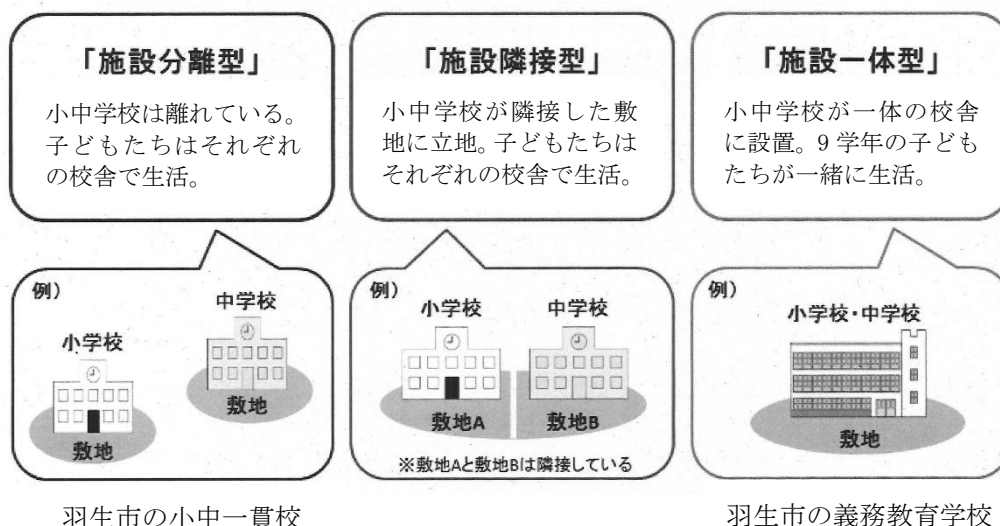 「施設分離型」
小中学校は離れている。
子どもたちはそれぞれ
の校舎で生活。
「施設隣接型」
小中学校が隣接した敷
地に立地。子どもたちは
それぞれの校舎で生活。
「施設一体型」
小中学校が一体の校舎
に設置。9学年の子ども
たちが一緒に生活。
例)
中学校
小学校
敷地
敷地
例)
小学校
中学校
敷地A
敷地B
※敷地Aと敷地Bは隣接している
例)
小学校・中学校
敷地
羽生市の小中一貫校
羽生市の義務教育学校